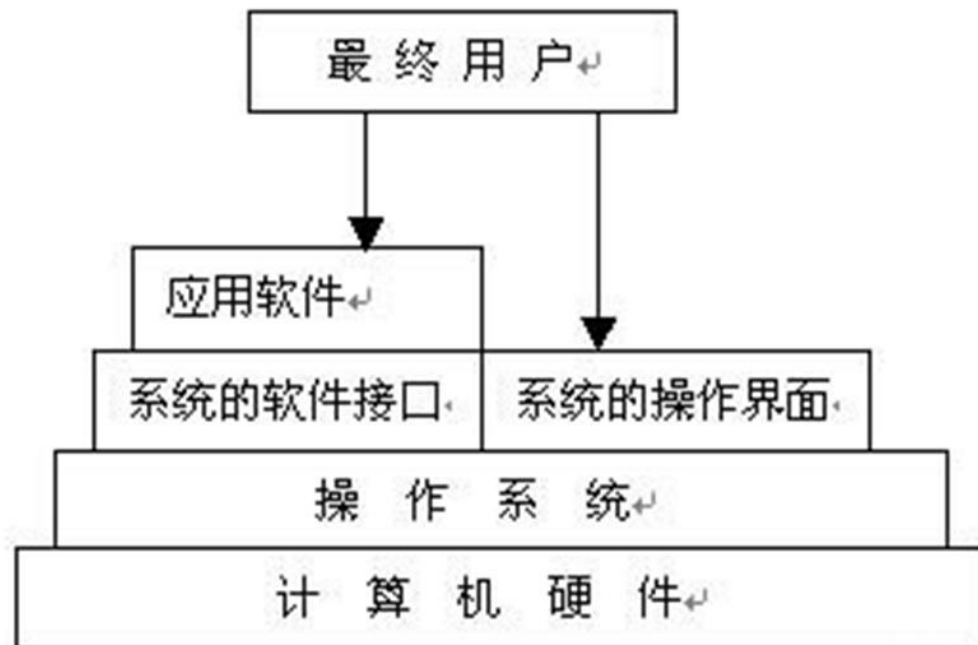 最终用户
应用软件
系统的软件接口
系统的操作界面
操作系统
计算机硬件